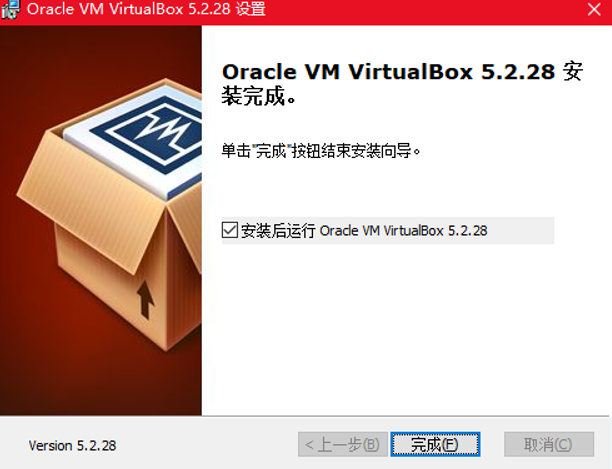 Oracle VM VirtualBox 5.2.28 设置
Oracle VM VirtualBox 5.2.28 安
装完成。
单击"完成"按钮结束安装向导。
安装后运行 Oracle VM VirtualBox 5.2.28
Version 5.2.28
< 上一步(B)
完成(F)
取消(C)